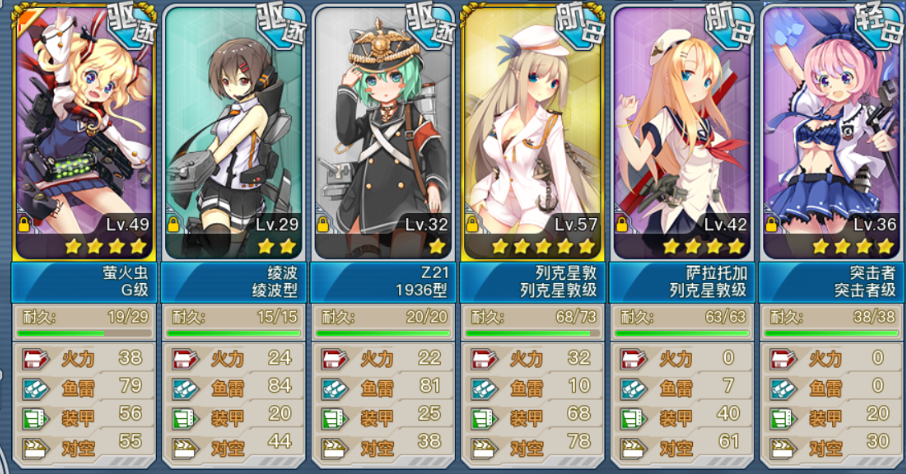 驱逐
Lv.49
萤火虫
G级
耐久: 19/29
火力 38
鱼雷 79
装甲 56
对空 55
驱逐
Lv.29
绫波
绫波型
耐久: 15/15
火力 24
鱼雷 84
装甲 20
对空 44
驱逐
Lv.32
Z21
1936型
耐久: 20/20
火力 22
鱼雷 81
装甲 25
对空 38
航母
Lv.57
列克星敦
列克星敦级
耐久: 68/73
火力 32
鱼雷 10
装甲 68
对空 78
航母
Lv.42
萨拉托加
列克星敦级
耐久: 63/63
火力 0
鱼雷 7
装甲 40
对空 61
轻母
Lv.36
突击者
突击者级
耐久: 38/38
火力 0
鱼雷 0
装甲 20
对空 30